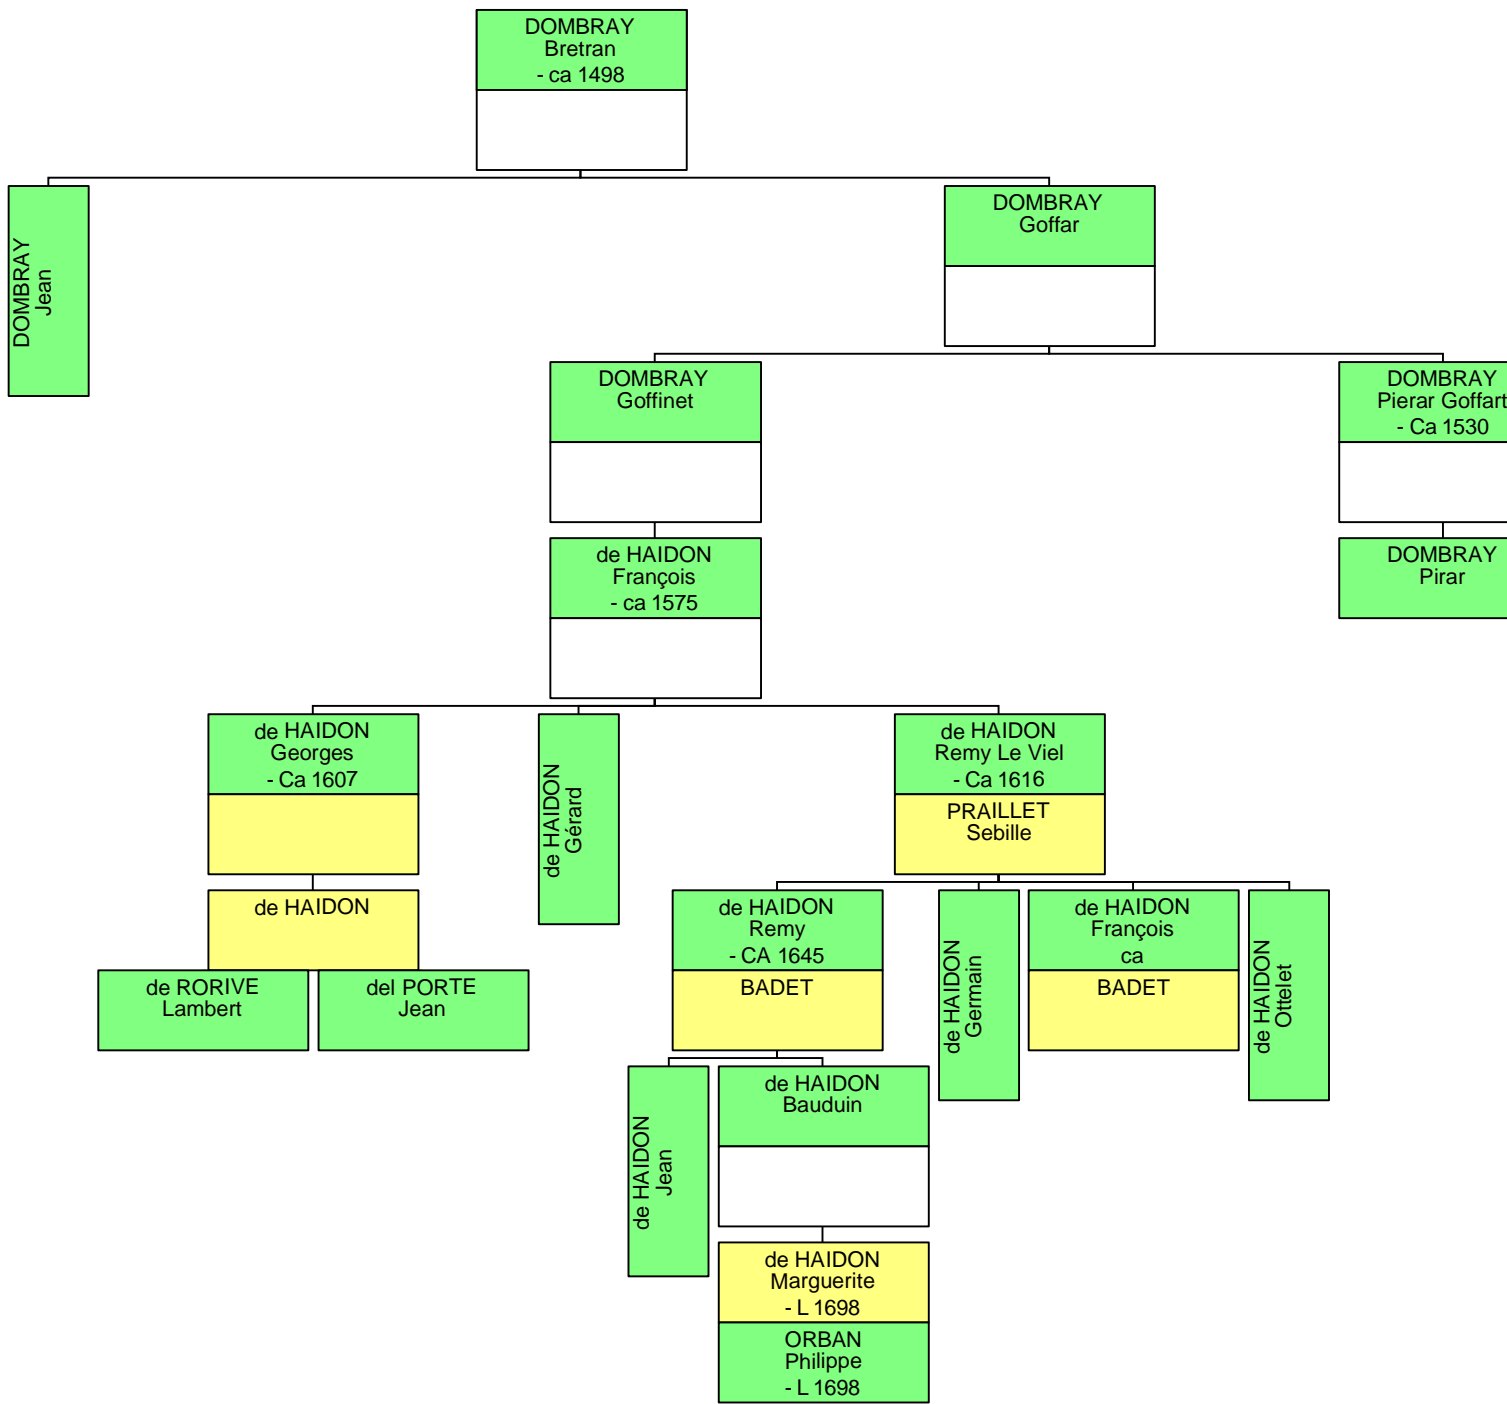 DOMBRAY
Bretran
- ca 1498
DOMBRAY
Jean
DOMBRAY
Goffar
DOMBRAY
Goffinet
DOMBRAY
Pierar Goffart
- Ca 1530
de HAIDON
François
- ca 1575
DOMBRAY
Pirar
de HAIDON
Georges
- Ca 1607
de HAIDON
Gérard
de HAIDON
Remy Le Viel
- Ca 1616
PRAILLET
Sebille
de HAIDON
de RORIVE
Lambert
del PORTE
Jean
de HAIDON
Remy
- CA 1645
BADET
de HAIDON
Germain
de HAIDON
François
ca
BADET
de HAIDON
Ottelet
de HAIDON
Jean
de HAIDON
Bauduin
de HAIDON
Marguerite
- L 1698
ORBAN
Philippe
- L 1698